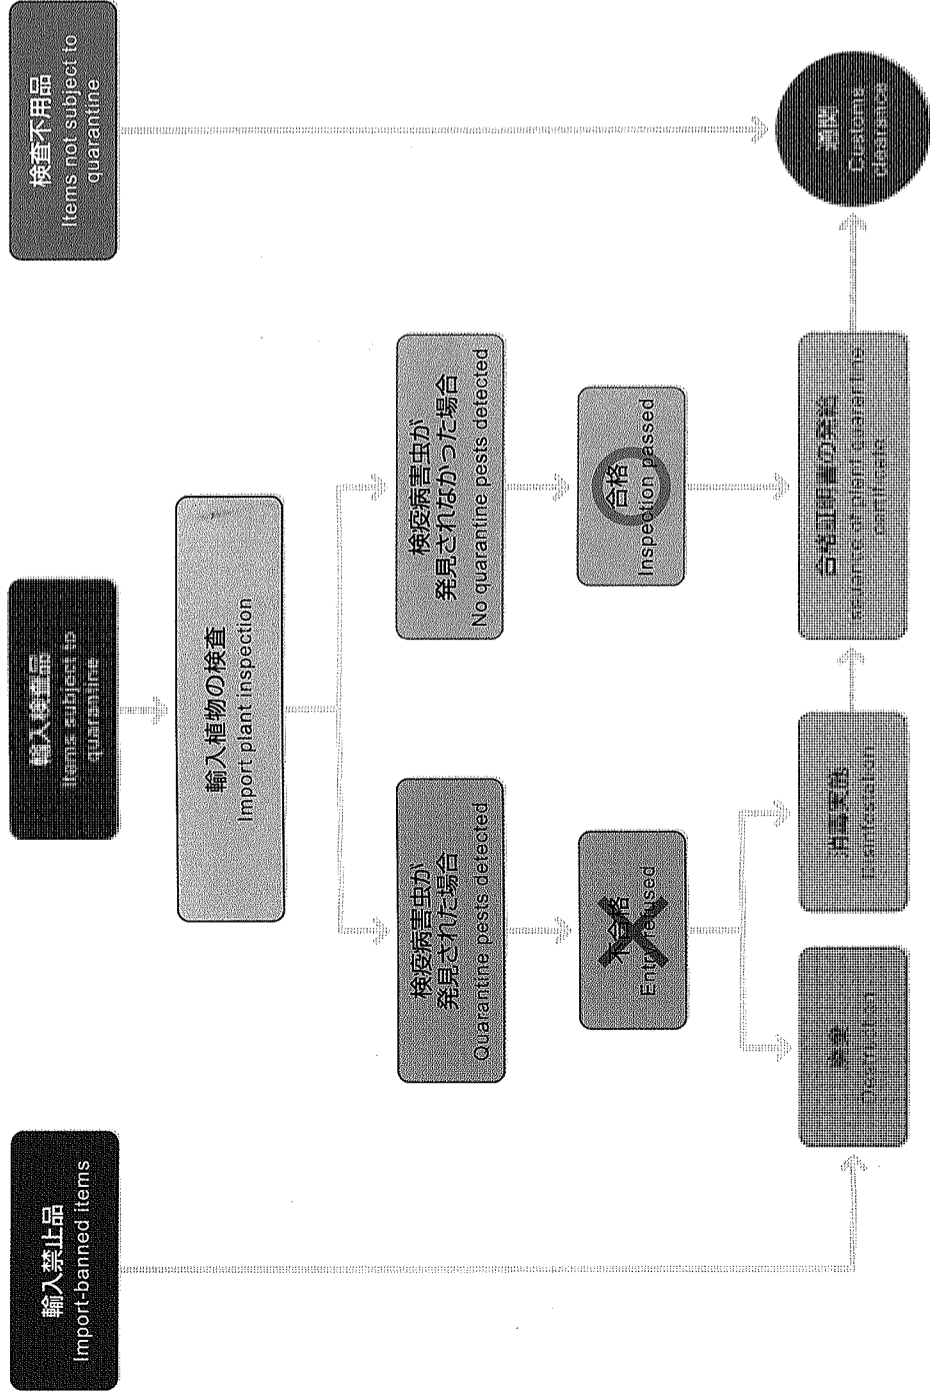 輸入禁止品
Import-banned items
輸入検査品
Items subject to
quarantine
検査不用品
Items not subject to
quarantine
輸入植物の検査
Import plant inspection
検疫病害虫が
発見された場合
Quarantine pests detected
検疫病害虫が
発見されなかった場合
No quarantine pests detected
不合格
Entry refused
合格
Inspection passed
廃棄
Destruction
消毒実施
Disinfestation
合格証明書の発給
Issuance of plant quarantine
certificate
通関
Customs
clearance